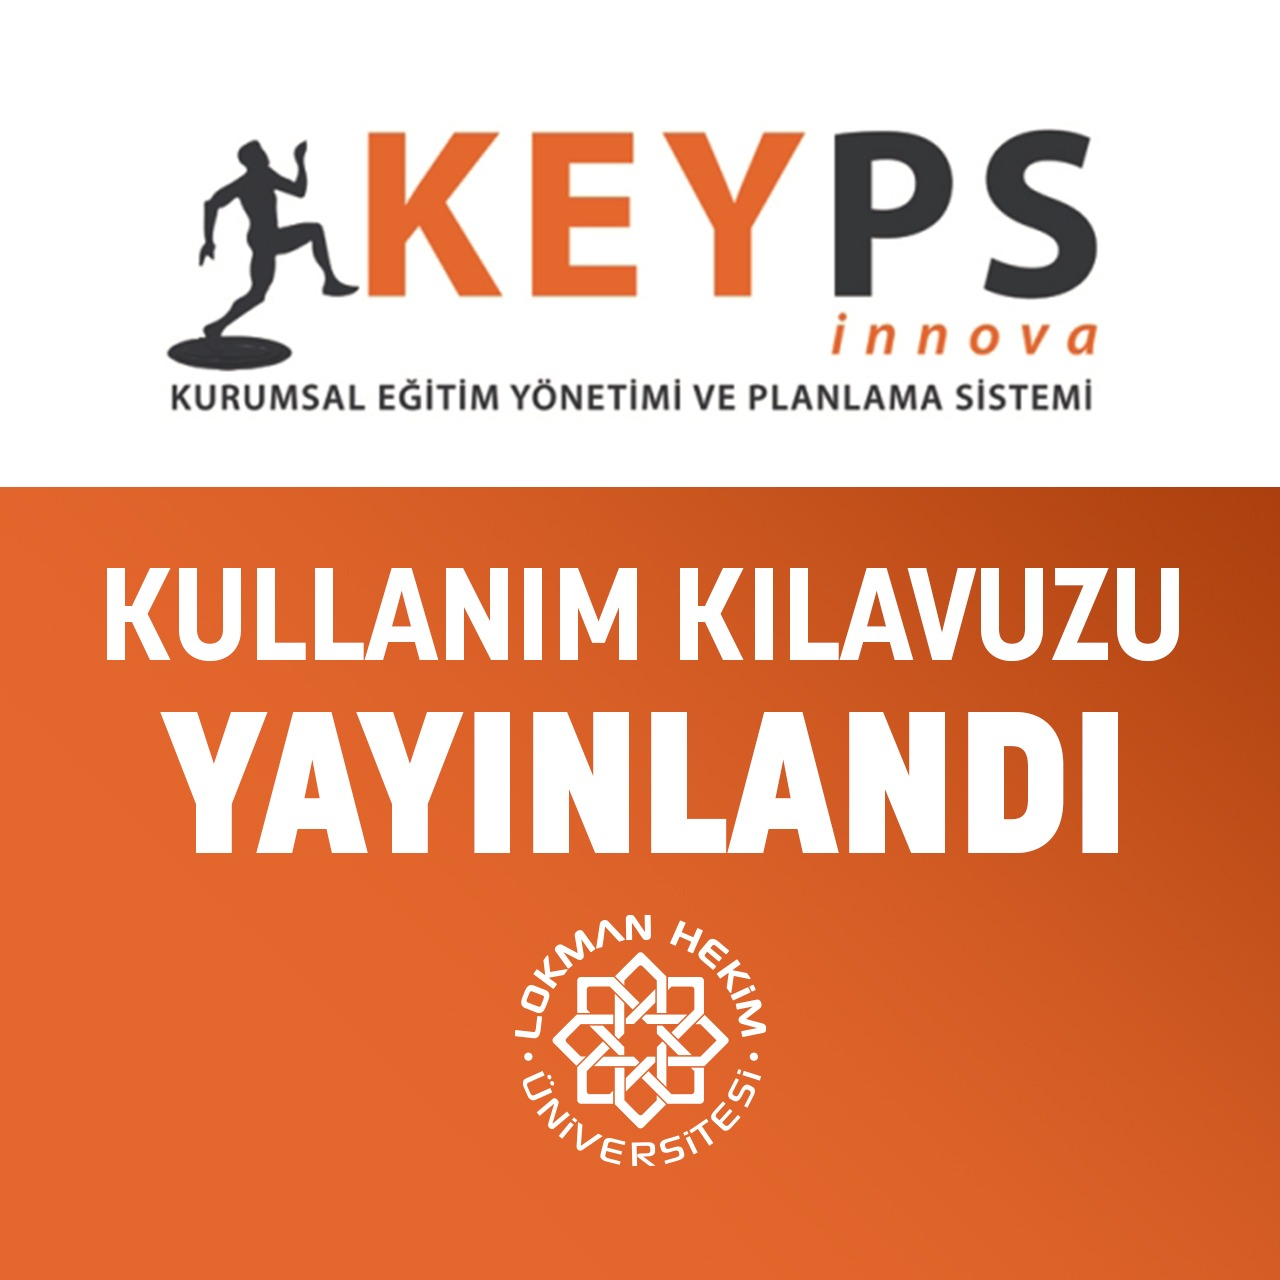 KEYPS
innova
KURUMSAL EĞİTİM YÖNETİMİ VE PLANLAMA SİSTEMİ
KULLANIM KILAVUZU
YAYINLANDI
LOKMAN HEKİM
ÜNİVERSİTESİ